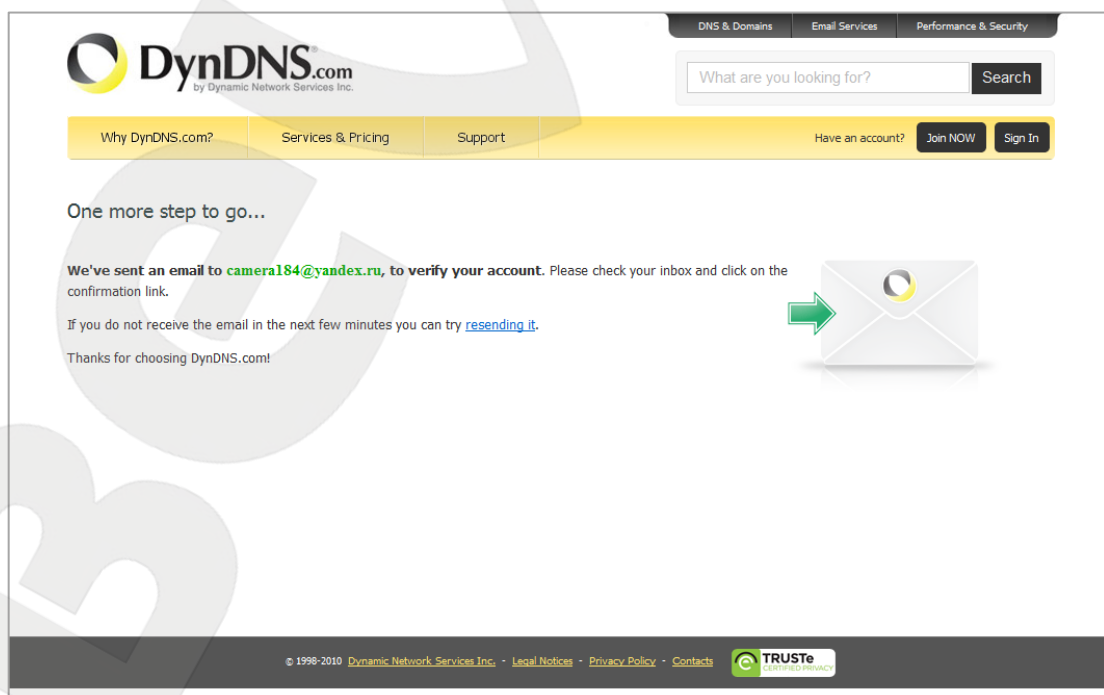 DNS & Domains Email Services Performance & Security
DynDNS.com
by Dynamic Network Services Inc.
What are you looking for? Search
Why DynDNS.com? Services & Pricing Support Have an account? Join NOW Sign In
One more step to go...
We've sent an email to camera184@yandex.ru, to verify your account. Please check your inbox and click on the
confirmation link.
If you do not receive the email in the next few minutes you can try resending it.
Thanks for choosing DynDNS.com!
© 1998-2010 Dynamic Network Services Inc. - Legal Notices - Privacy Policy - Contacts
TRUSTe
CERTIFIED PRIVACY